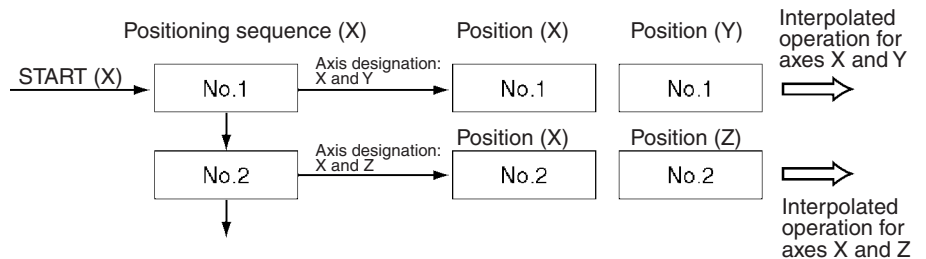 Positioning sequence (X)
Position (X)
Position (Y)
Interpolated
operation for
axes X and Y
START (X)
No.1
Axis designation:
X and Y
No.1
No.1
No.2
Axis designation:
X and Z
Position (X)
No.2
Position (Z)
No.2
Interpolated
operation for
axes X and Z